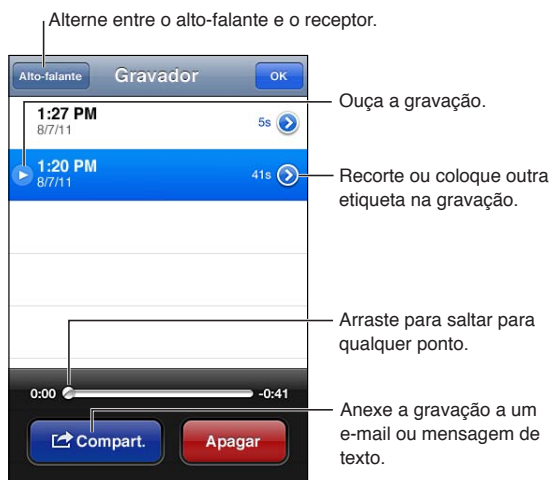 Alterne entre o alto-falante e o receptor.
Alto-falante
Gravador
OK
1:27 PM
8/7/11
5s
Ouça a gravação.
1:20 PM
8/7/11
41s
Recorte ou coloque outra
etiqueta na gravação.
Arraste para saltar para
qualquer ponto.
0:00
-0:41
Compart.
Apagar
Anexe a gravação a um
e-mail ou mensagem de
texto.